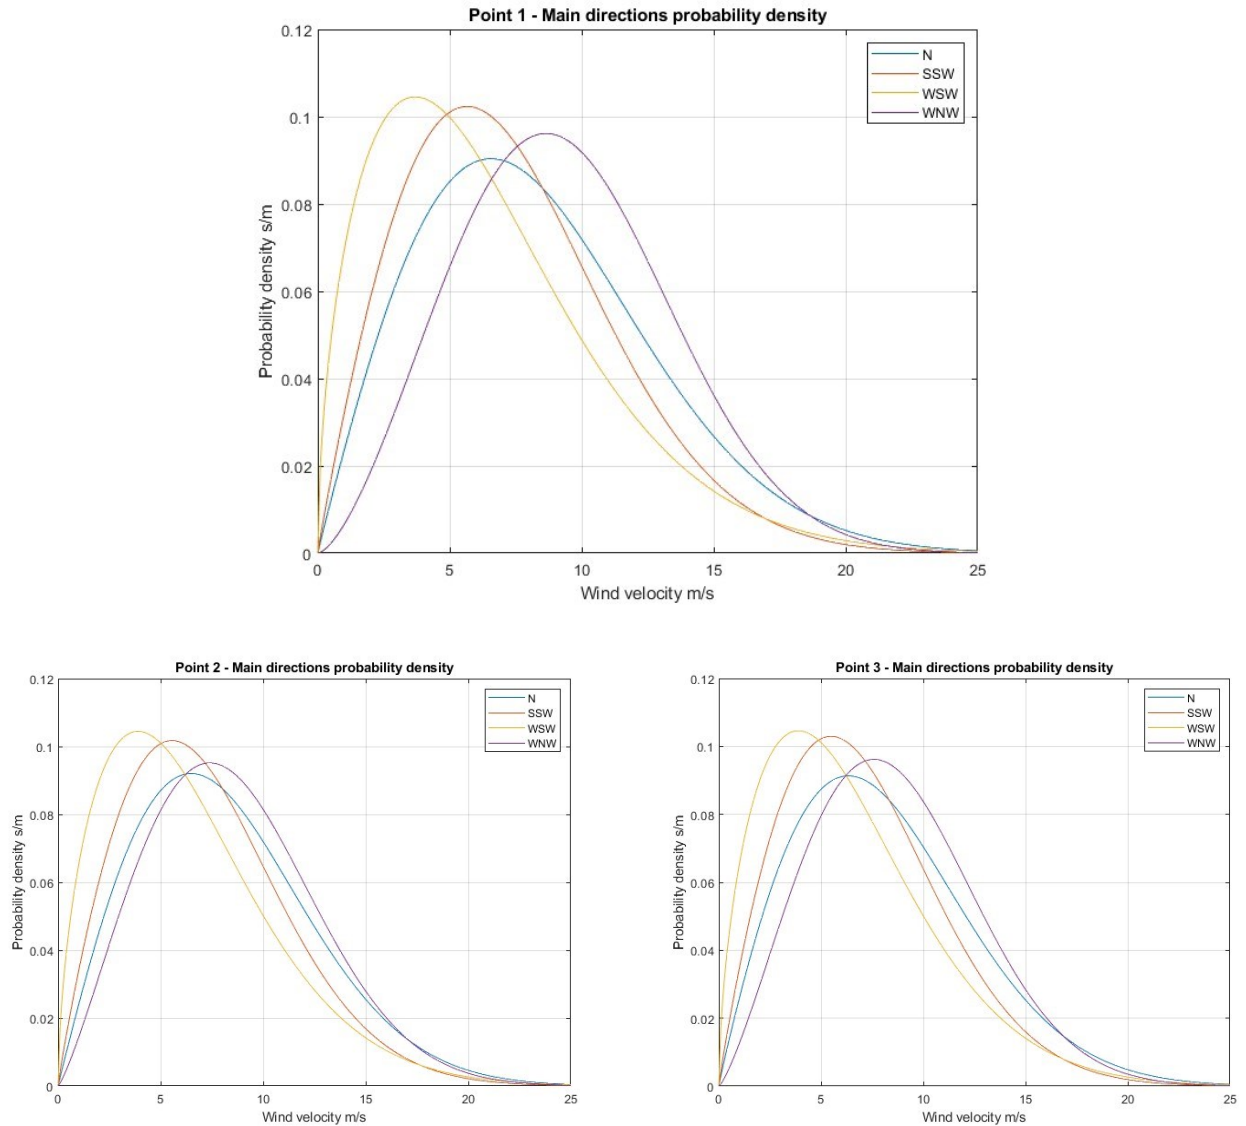 Point 1 - Main directions probability density
0.12
0.1
0.08
0.06
0.04
0.02
0
Probability density s/m
N
SSW
WSW
WNW
0 5 10 15 20 25
Wind velocity m/s
Point 2 - Main directions probability density
0.12
0.1
0.08
0.06
0.04
0.02
0
Probability density s/m
N
SSW
WSW
WNW
0 5 10 15 20 25
Wind velocity m/s
Point 3 - Main directions probability density
0.12
0.1
0.08
0.06
0.04
0.02
0
Probability density s/m
N
SSW
WSW
WNW
0 5 10 15 20 25
Wind velocity m/s